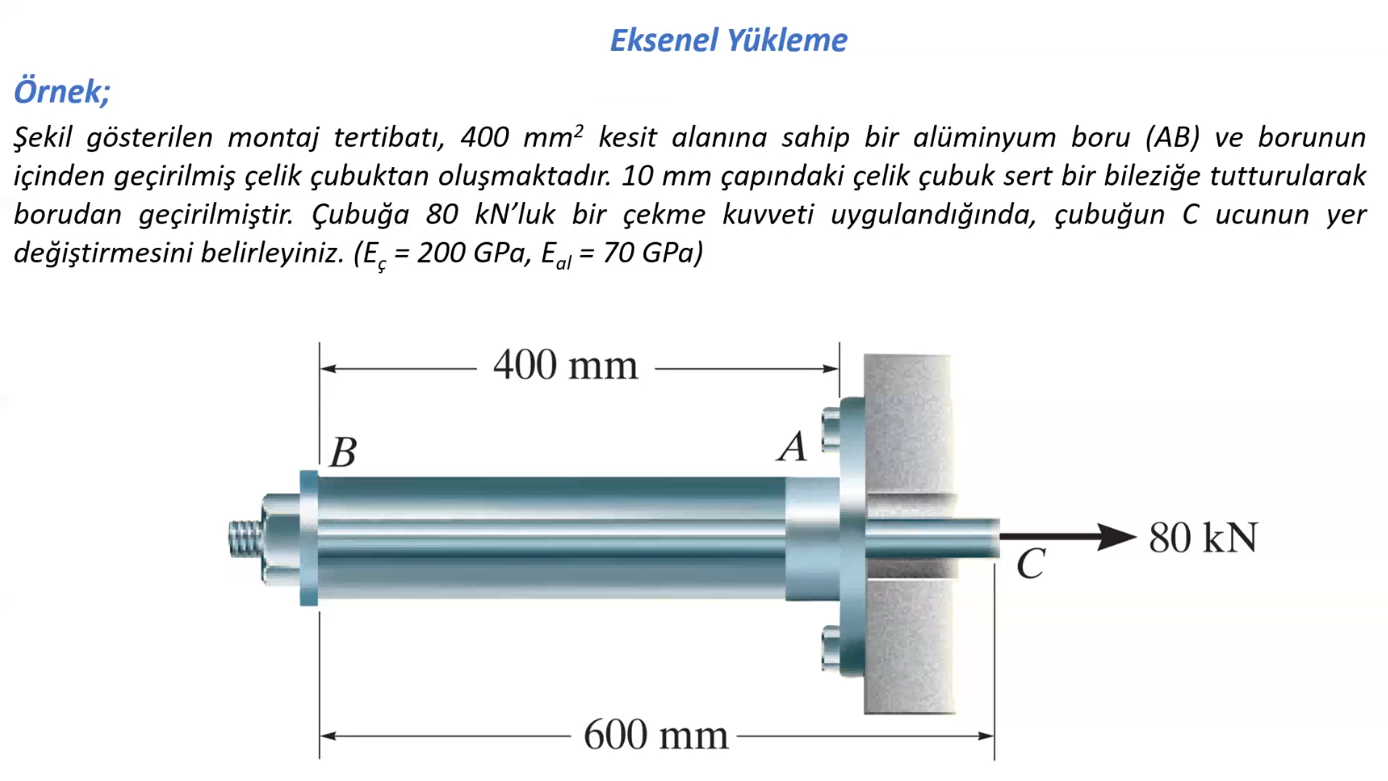 Eksenel Yükleme
Örnek;
Şekil gösterilen montaj tertibatı, 400 mm² kesit alanına sahip bir alüminyum boru (AB) ve borunun
içinden geçirilmiş çelik çubuktan oluşmaktadır. 10 mm çapındaki çelik çubuk sert bir bileziğe tutturularak
borudan geçirilmiştir. Çubuğa 80 kN’luk bir çekme kuvveti uygulandığında, çubuğun C ucunun yer
değiştirmesini belirleyiniz. (Eç = 200 GPa, Eal = 70 GPa)
400 mm
B
A
80 kN
C
600 mm